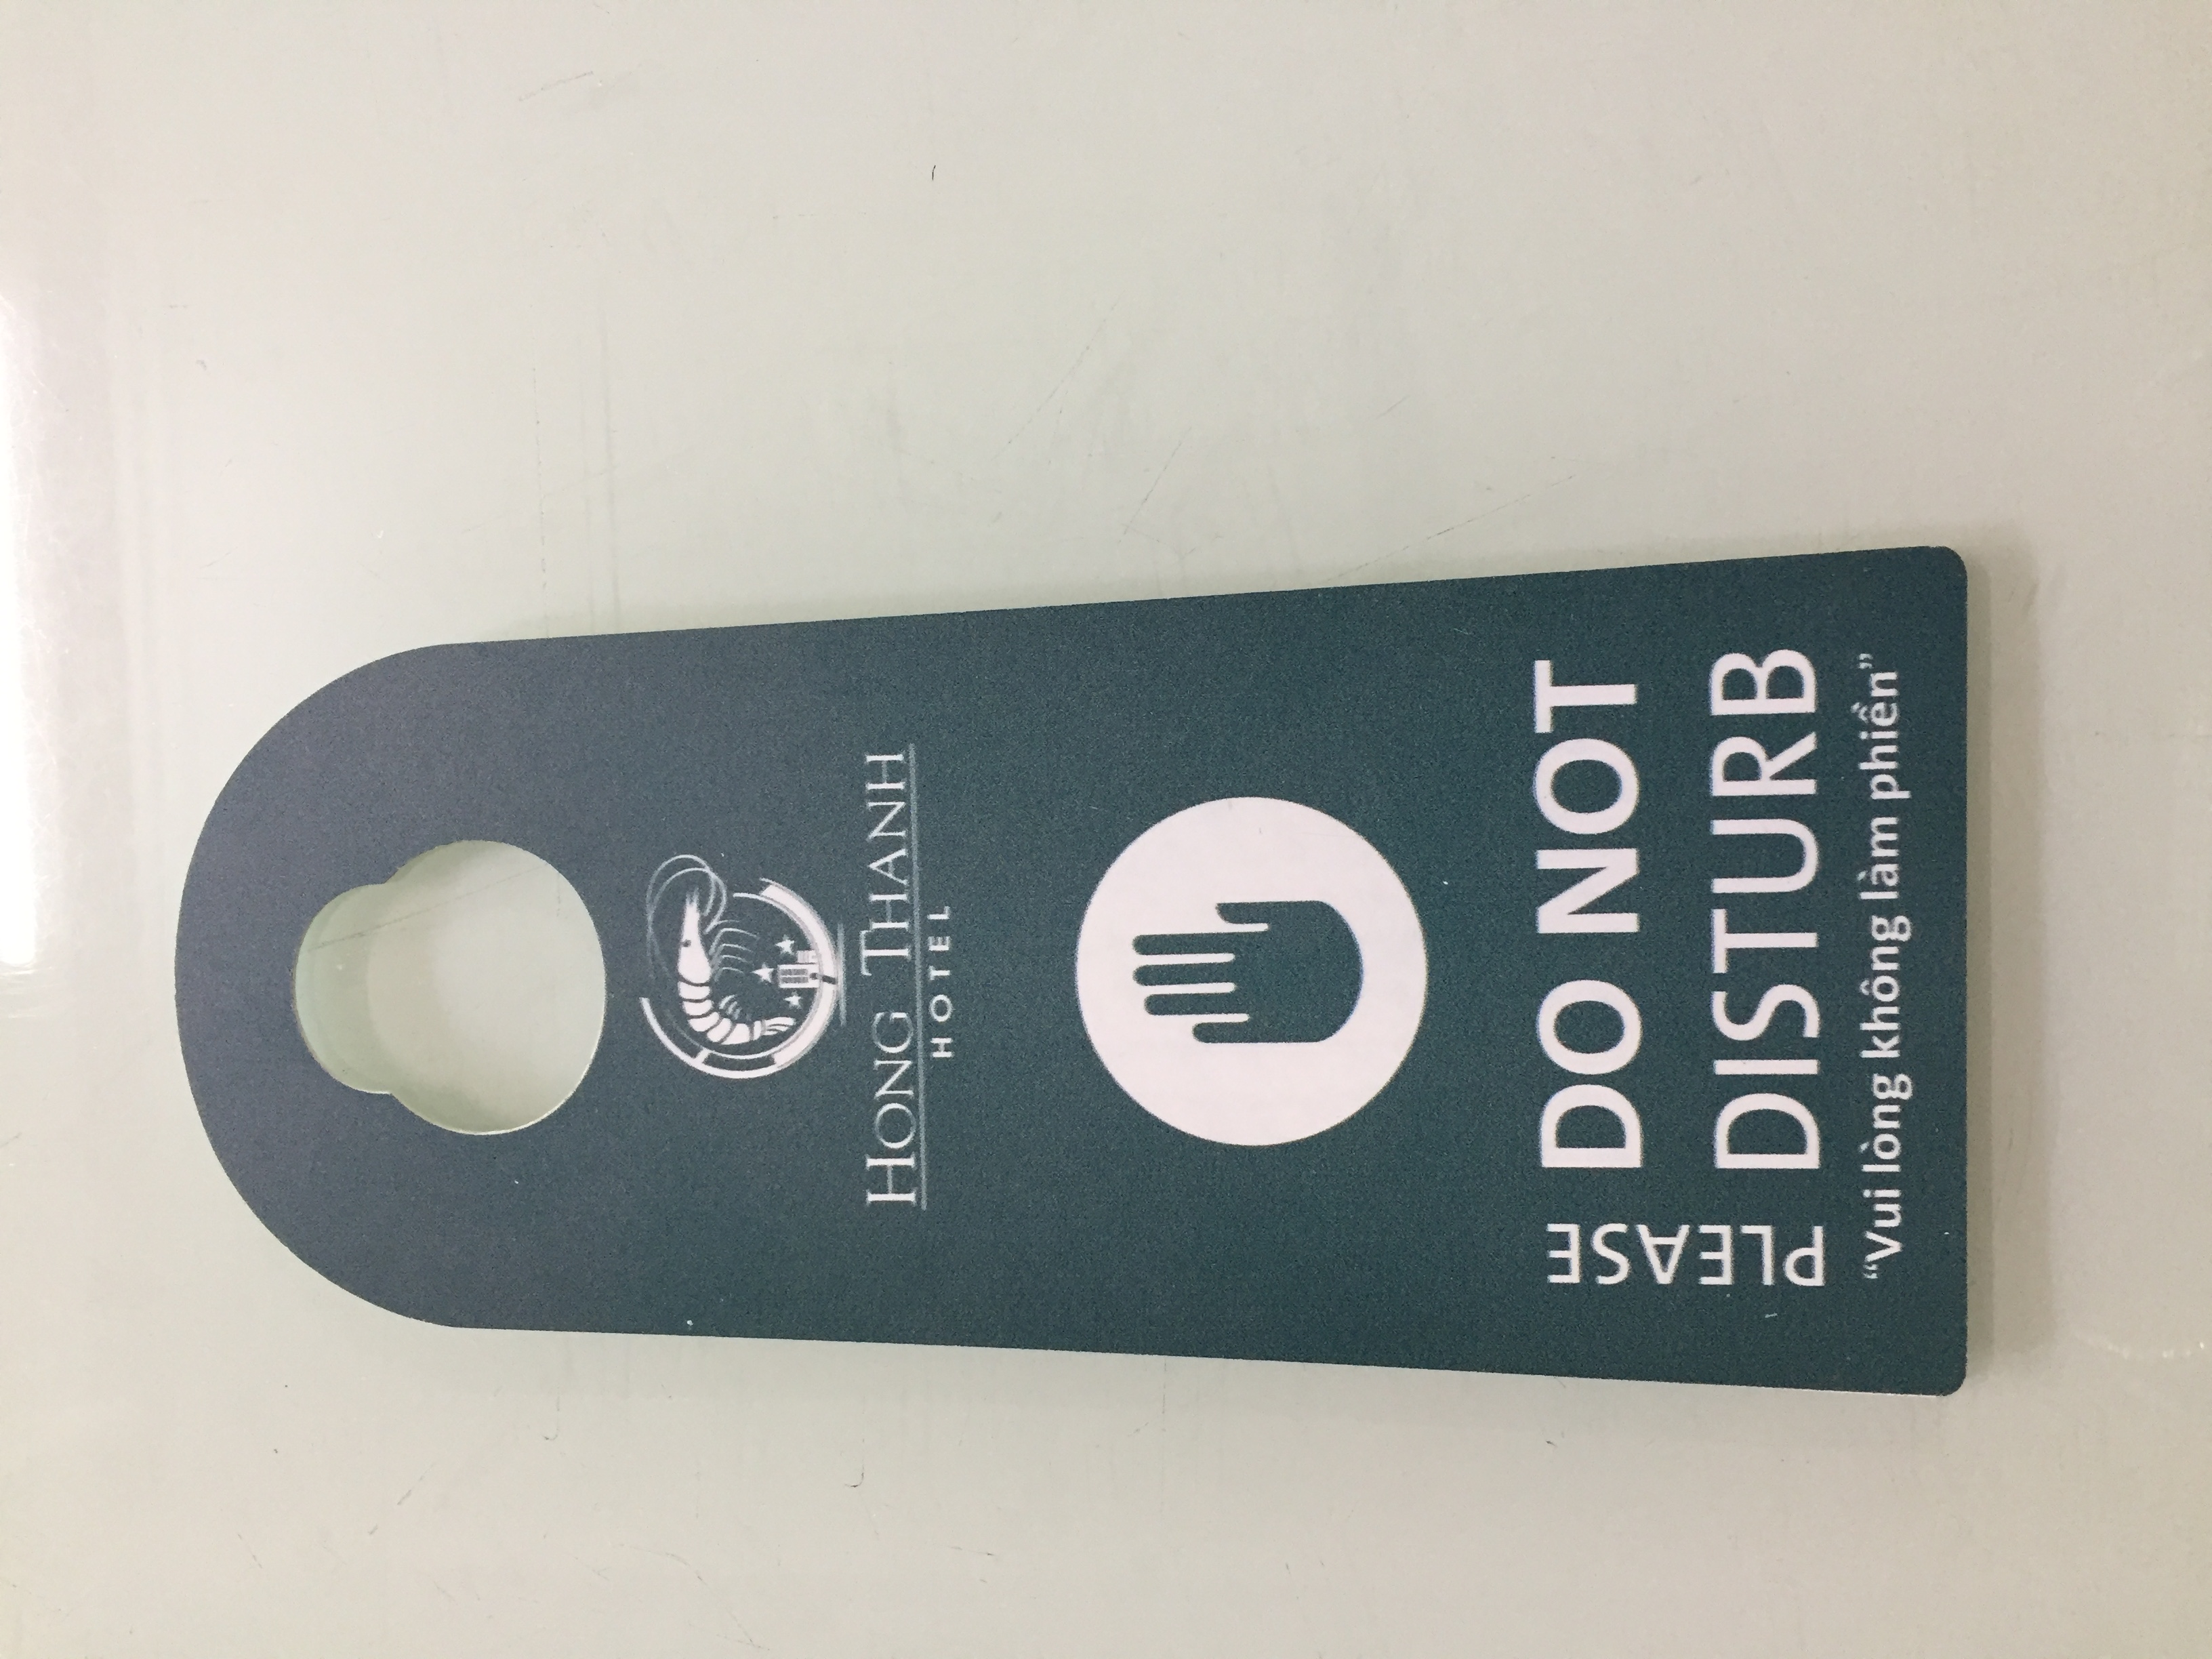 HONG THANH
HOTEL
PLEASE
DO NOT
DISTURB
“Vui lòng không làm phiền”